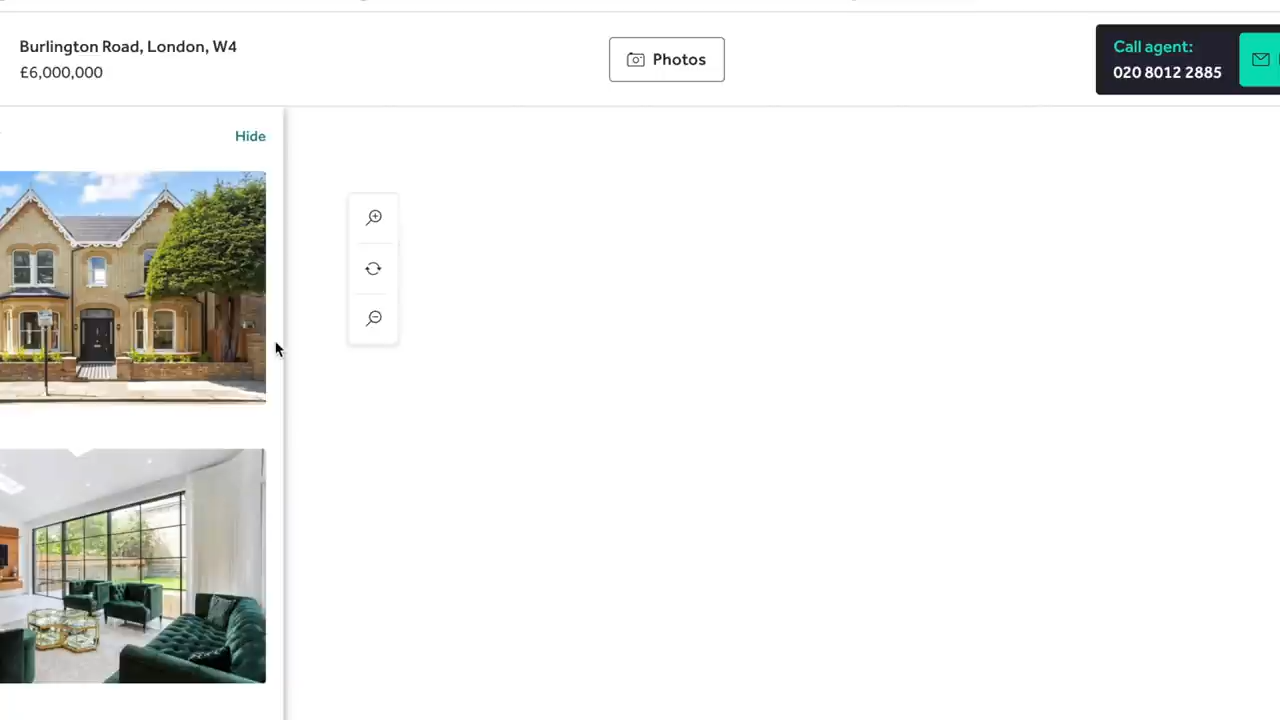 Burlington Road, London, W4
£6,000,000
Photos
Call agent:
020 8012 2885
Hide